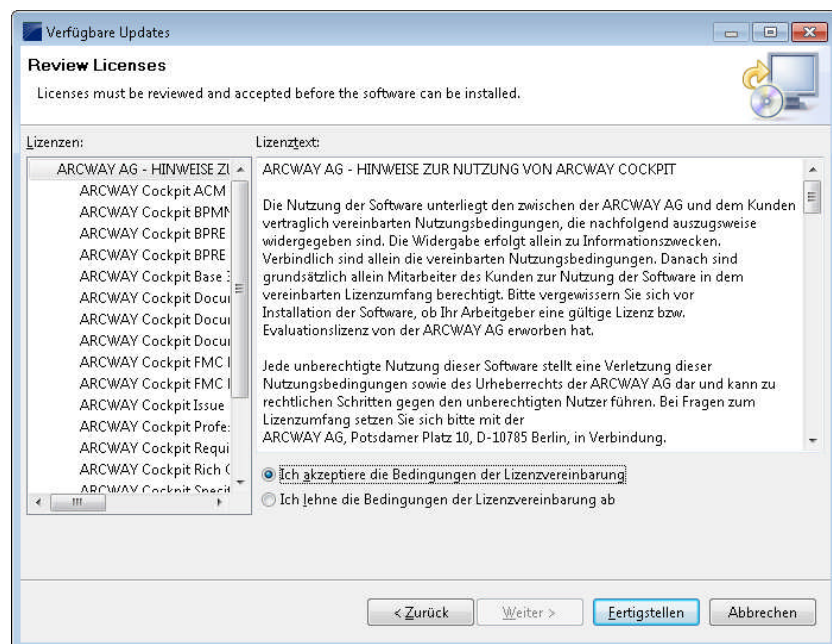 Verfügbare Updates
Review Licenses
Licenses must be reviewed and accepted before the software can be installed.
Lizenzen:
ARCWAY AG - HINWEISE
ARCWAY Cockpit ACM
ARCWAY Cockpit
ARCWAY Cockpit BPRE
ARCWAY Cockpit BPRE
ARCWAY Cockpit Base
ARCWAY Cockpit Docu
ARCWAY Cockpit Docu
ARCWAY Cockpit Docu
ARCWAY Cockpit FMC
ARCWAY Cockpit FMC
ARCWAY Cockpit Issue
ARCWAY Cockpit Profe
ARCWAY Cockpit Requi
ARCWAY Cockpit Rich
ARCWAY Cockpit
Lizenztext:
ARCWAY AG - HINWEISE ZUR NUTZUNG VON ARCWAY COCKPIT
Die Nutzung der Software unterliegt den zwischen der ARCWAY AG und dem Kunden
vertraglich vereinbarten Nutzungsbedingungen, die nachfolgend auszugsweise
widergegeben sind. Die Widergabe erfolgt allein zu Informationszwecken.
Verbindlich sind allein die vereinbarten Nutzungsbedingungen. Danach sind
grundsätzlich allein Mitarbeiter des Kunden zur Nutzung der Software in dem
vereinbarten Lizenzumfang berechtigt. Bitte vergewissern Sie sich vor
Installation der Software, ob Ihr Arbeitgeber eine gültige Lizenz bzw.
Evaluationslizenz von der ARCWAY AG erworben hat.
Jede unberechtigte Nutzung dieser Software stellt eine Verletzung dieser
Nutzungsbedingungen sowie des Urheberrechts der ARCWAY AG dar und kann zu
rechtlichen Schritten gegen den unberechtigten Nutzer führen. Bei Fragen zum
Lizenzumfang setzen Sie sich bitte mit der
ARCWAY AG, Potsdamer Platz 10, D-10785 Berlin, in Verbindung.
Ich akzeptiere die Bedingungen der Lizenzvereinbarung
Ich lehne die Bedingungen der Lizenzvereinbarung ab
< Zurück
Weiter >
Fertigstellen
Abbrechen